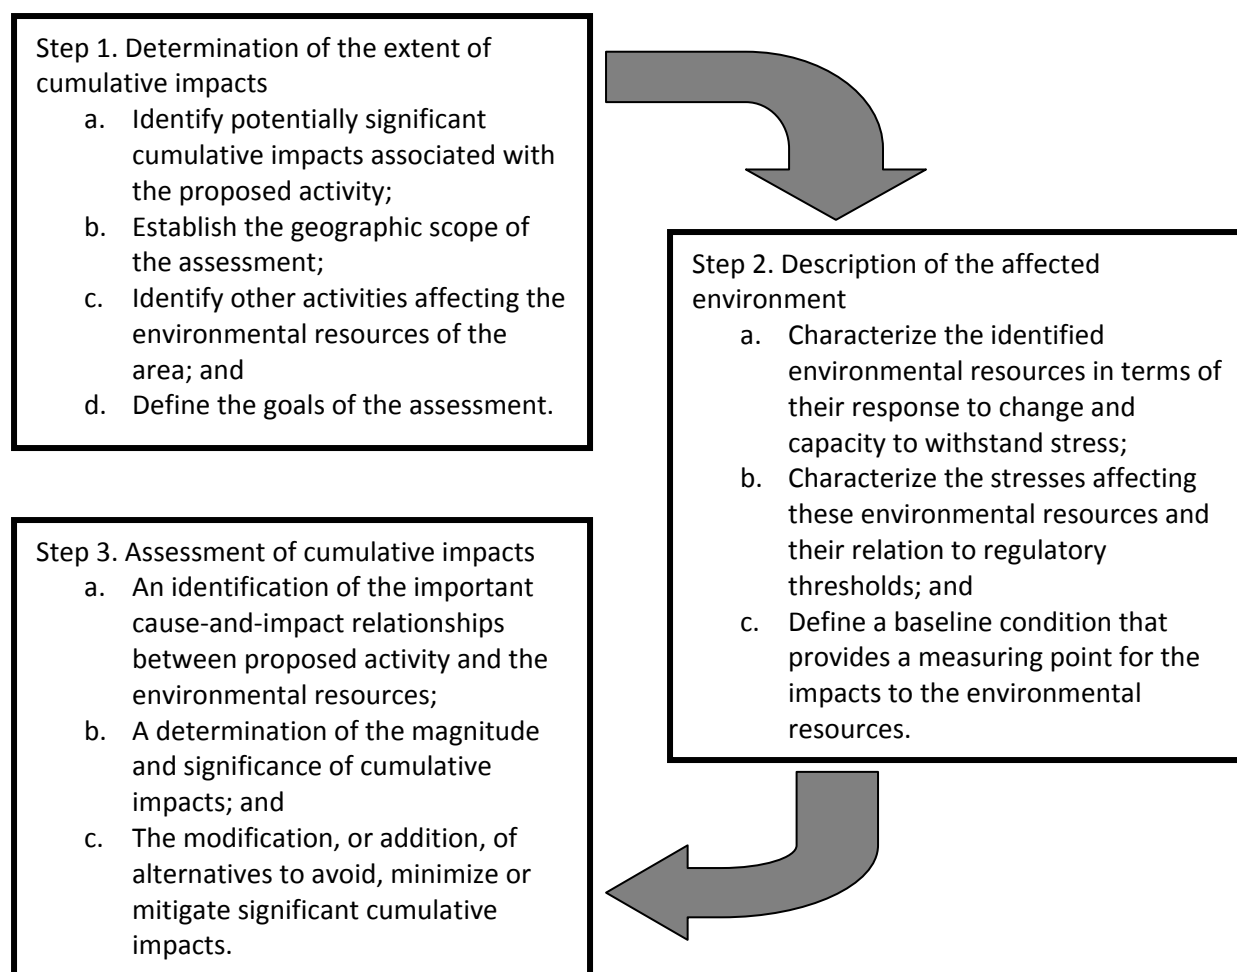 Step 1. Determination of the extent of
cumulative impacts
a. Identify potentially significant
cumulative impacts associated with
the proposed activity;
b. Establish the geographic scope of
the assessment;
c. Identify other activities affecting the
environmental resources of the
area; and
d. Define the goals of the assessment.
Step 2. Description of the affected
environment
a. Characterize the identified
environmental resources in terms of
their response to change and
capacity to withstand stress;
b. Characterize the stresses affecting
these environmental resources and
their relation to regulatory
thresholds; and
c. Define a baseline condition that
provides a measuring point for the
impacts to the environmental
resources.
Step 3. Assessment of cumulative impacts
a. An identification of the important
cause-and-impact relationships
between proposed activity and the
environmental resources;
b. A determination of the magnitude
and significance of cumulative
impacts; and
c. The modification, or addition, of
alternatives to avoid, minimize or
mitigate significant cumulative
impacts.